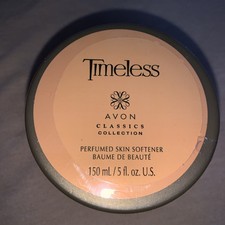 Timeless
AVON
CLASSICS
COLLECTION
PERFUMED SKIN SOFTENER
BAUME DE BEAUTÉ
150 ml / 5 fl. oz. U.S.